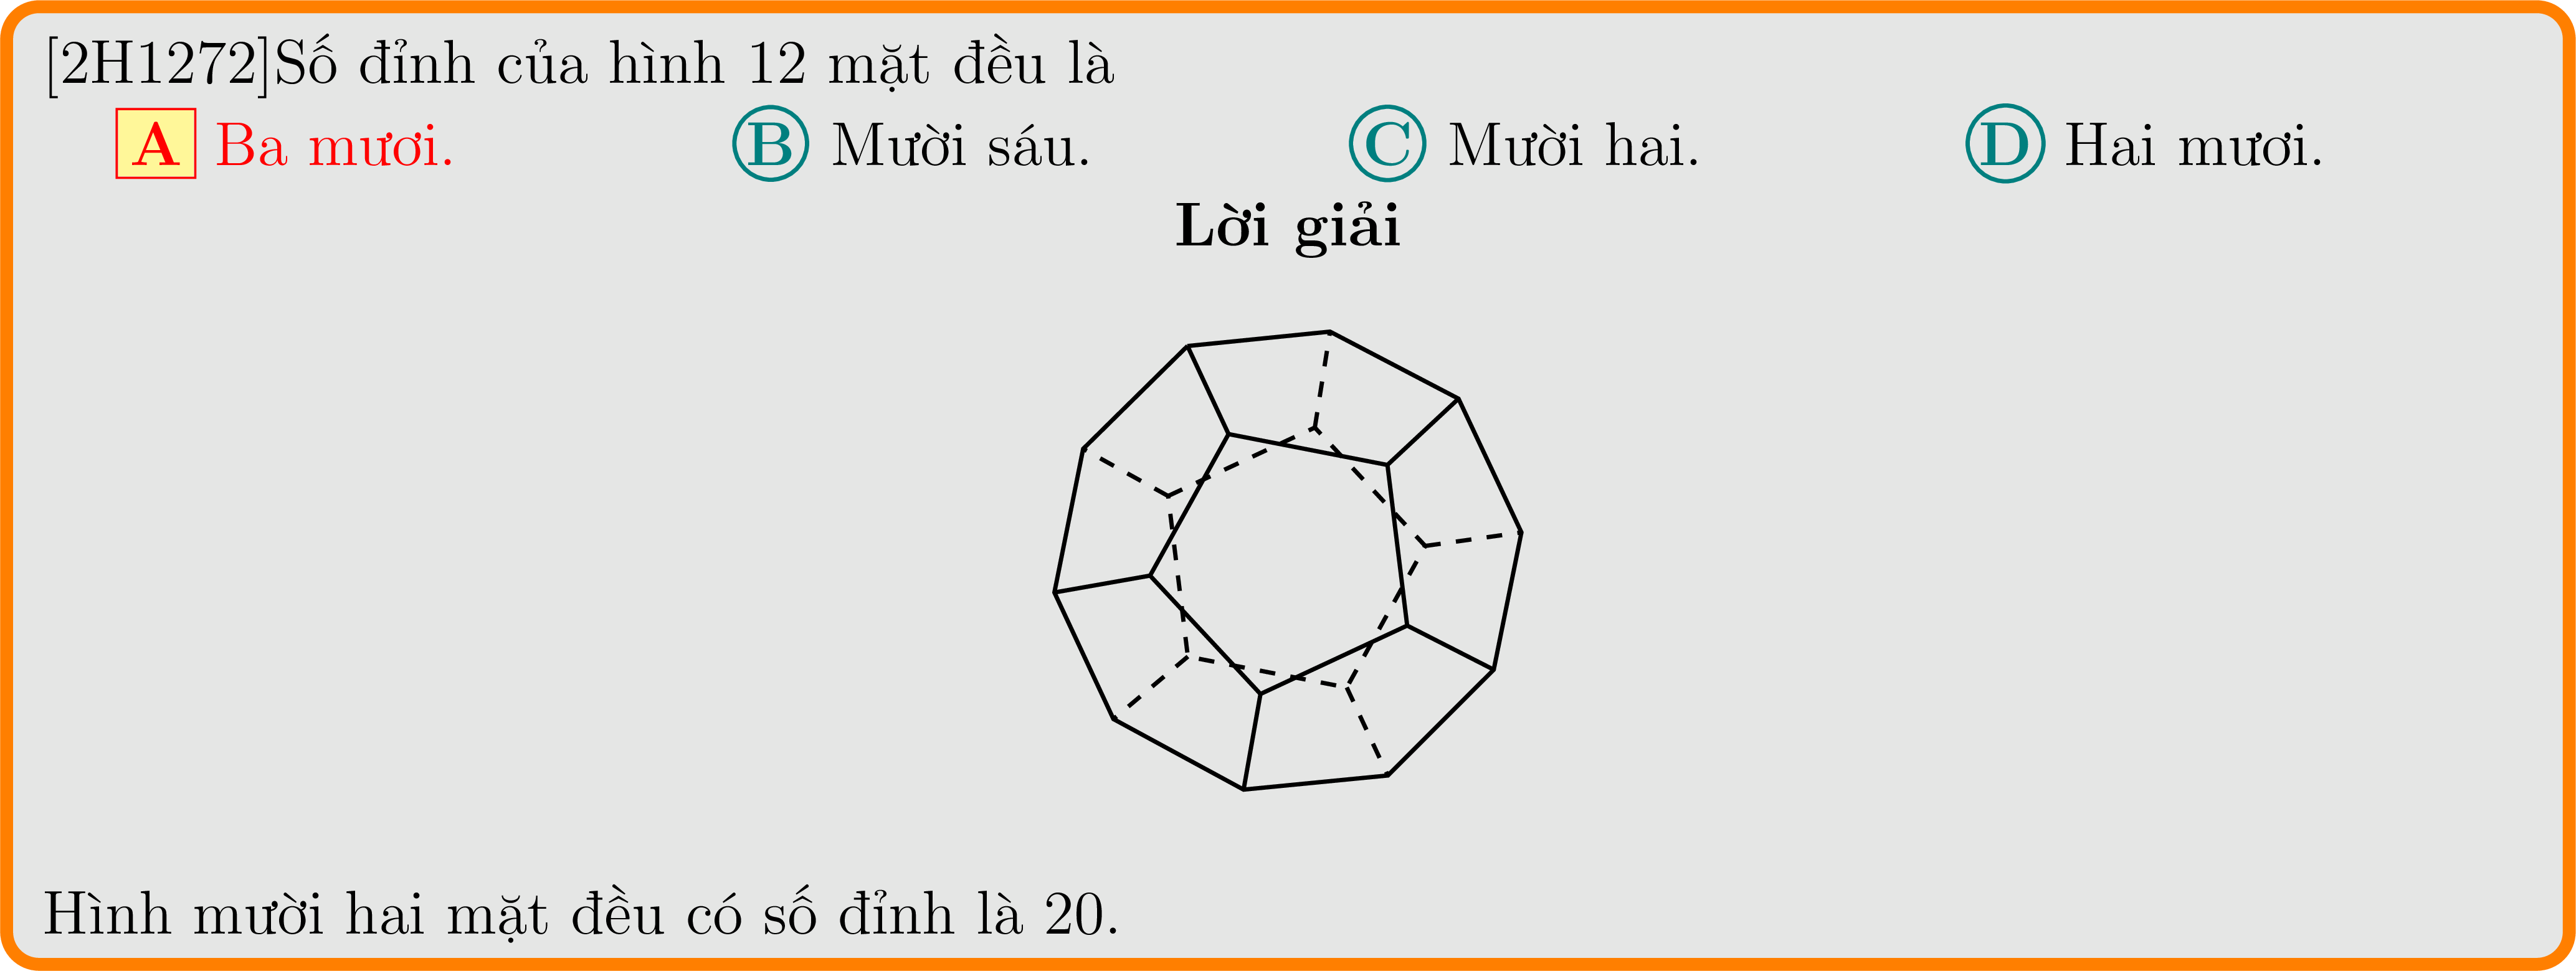 [2H1272]Số đỉnh của hình 12 mặt đều là
A Ba mươi. B Mười sáu. C Mười hai. D Hai mươi.
Lời giải
Hình mười hai mặt đều có số đỉnh là 20.